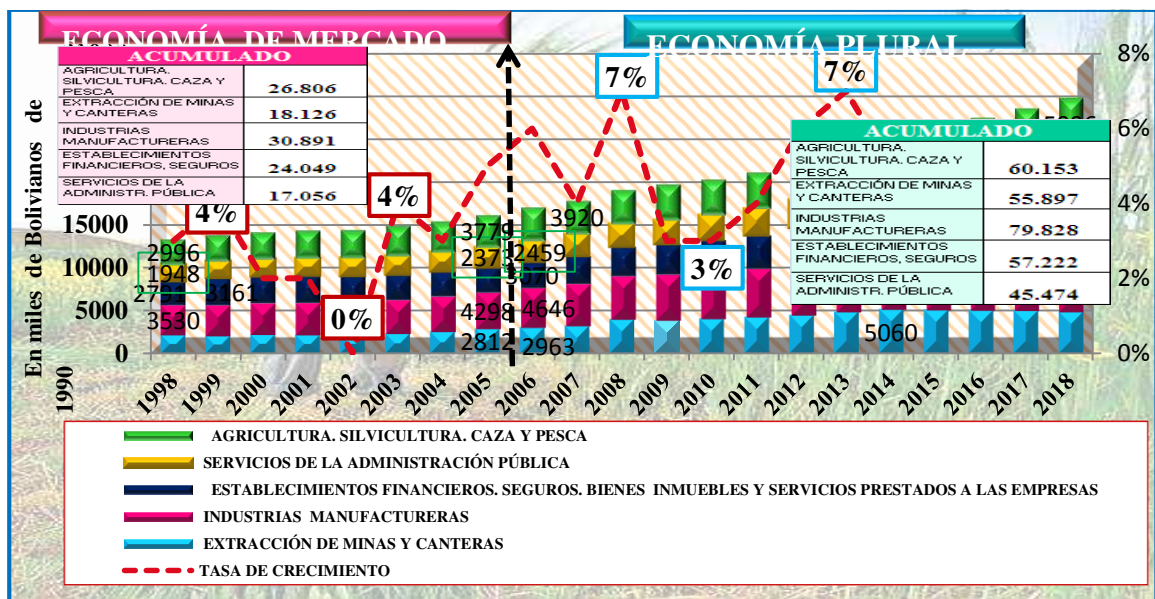 ECONOMÍA DE MERCADO
ECONOMÍA PLURAL
ACUMULADO
AGRICULTURA. SILVICULTURA. CAZA Y PESCA 26.806
EXTRACCIÓN DE MINAS Y CANTERAS 18.126
INDUSTRIAS MANUFACTURERAS 30.891
ESTABLECIMIENTOS FINANCIEROS, SEGUROS 24.049
SERVICIOS DE LA ADMINISTR. PÚBLICA 17.056
ACUMULADO
AGRICULTURA. SILVICULTURA. CAZA Y PESCA 60.153
EXTRACCIÓN DE MINAS Y CANTERAS 55.897
INDUSTRIAS MANUFACTURERAS 79.828
ESTABLECIMIENTOS FINANCIEROS, SEGUROS 57.222
SERVICIOS DE LA ADMINISTR. PÚBLICA 45.474
En miles de Bolivianos de
1990
15000
10000
5000
0
8%
6%
4%
2%
0%
4%
0%
4%
7%
3%
7%
2996
1948
3530
3161
3779
2373
4298
2812
3920
2459
3070
4646
2963
5060
1998 1999 2000 2001 2002 2003 2004 2005 2006 2007 2008 2009 2010 2011 2012 2013 2014 2015 2016 2017 2018
AGRICULTURA. SILVICULTURA. CAZA Y PESCA
SERVICIOS DE LA ADMINISTRACIÓN PÚBLICA
ESTABLECIMIENTOS FINANCIEROS. SEGUROS. BIENES INMUEBLES Y SERVICIOS PRESTADOS A LAS EMPRESAS
INDUSTRIAS MANUFACTURERAS
EXTRACCIÓN DE MINAS Y CANTERAS
TASA DE CRECIMIENTO